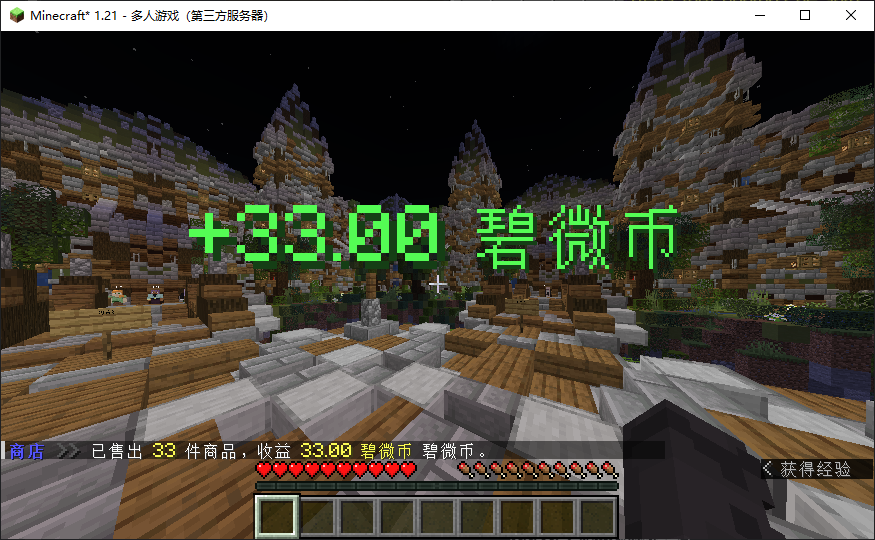 Minecraft* 1.21 - 多人游戏（第三方服务器）
+33.00 碧微币
商店 >> 已售出 33 件商品，收益 33.00 碧微币 碧微币。
< 获得经验